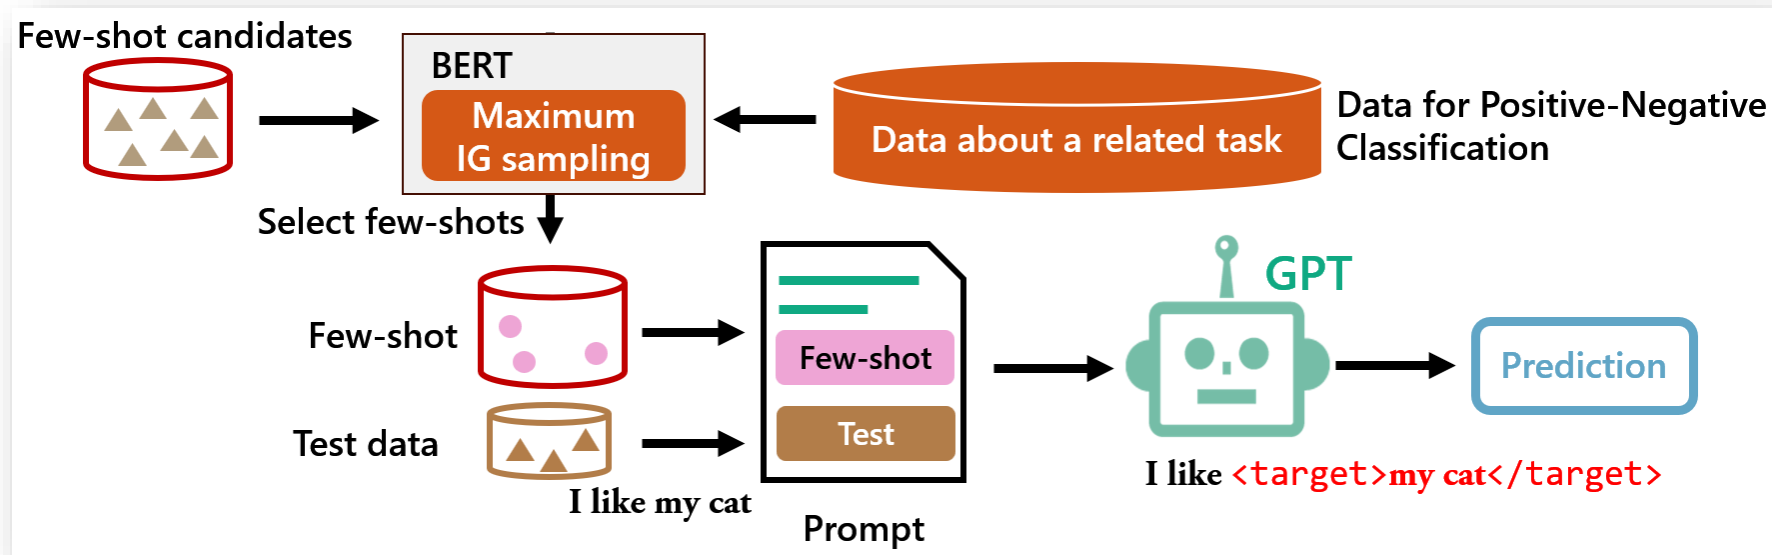 Few-shot candidates
BERT
Maximum
IG sampling
Data about a related task
Data for Positive-Negative
Classification
Select few-shots
GPT
Few-shot
Few-shot
Prediction
Test data
Test
I like my cat
I like <target>my cat</target>
Prompt